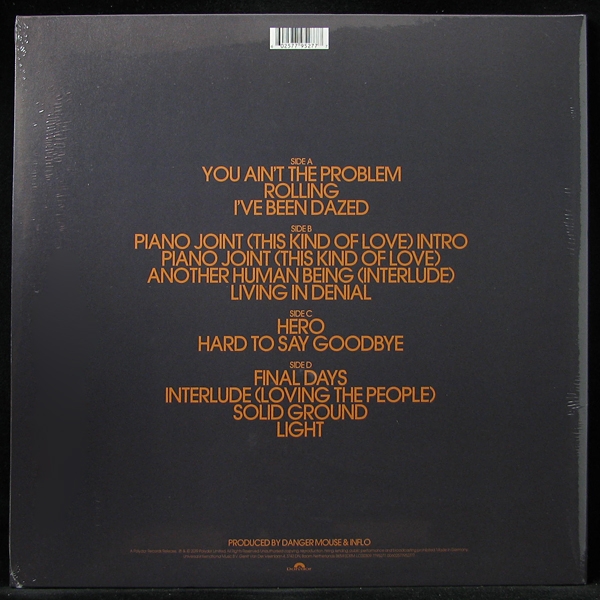 02577 95277
SIDE A
YOU AIN'T THE PROBLEM
ROLLING
I'VE BEEN DAZED
SIDE B
PIANO JOINT (THIS KIND OF LOVE) INTRO
PIANO JOINT (THIS KIND OF LOVE)
ANOTHER HUMAN BEING (INTERLUDE)
LIVING IN DENIAL
SIDE C
HERO
HARD TO SAY GOODBYE
SIDE D
FINAL DAYS
INTERLUDE (LOVING THE PEOPLE)
SOLID GROUND
LIGHT
PRODUCED BY DANGER MOUSE & INFLO